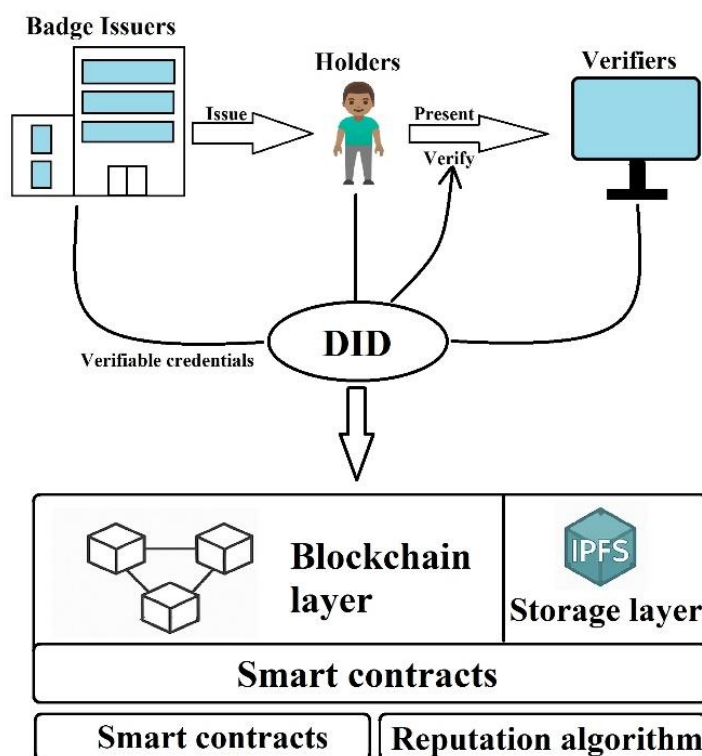 Badge Issuers
Holders
Verifiers
Issue
Present
Verify
DID
Verifiable credentials
Blockchain
layer
IPFS
Storage layer
Smart contracts
Smart contracts
Reputation algorithm